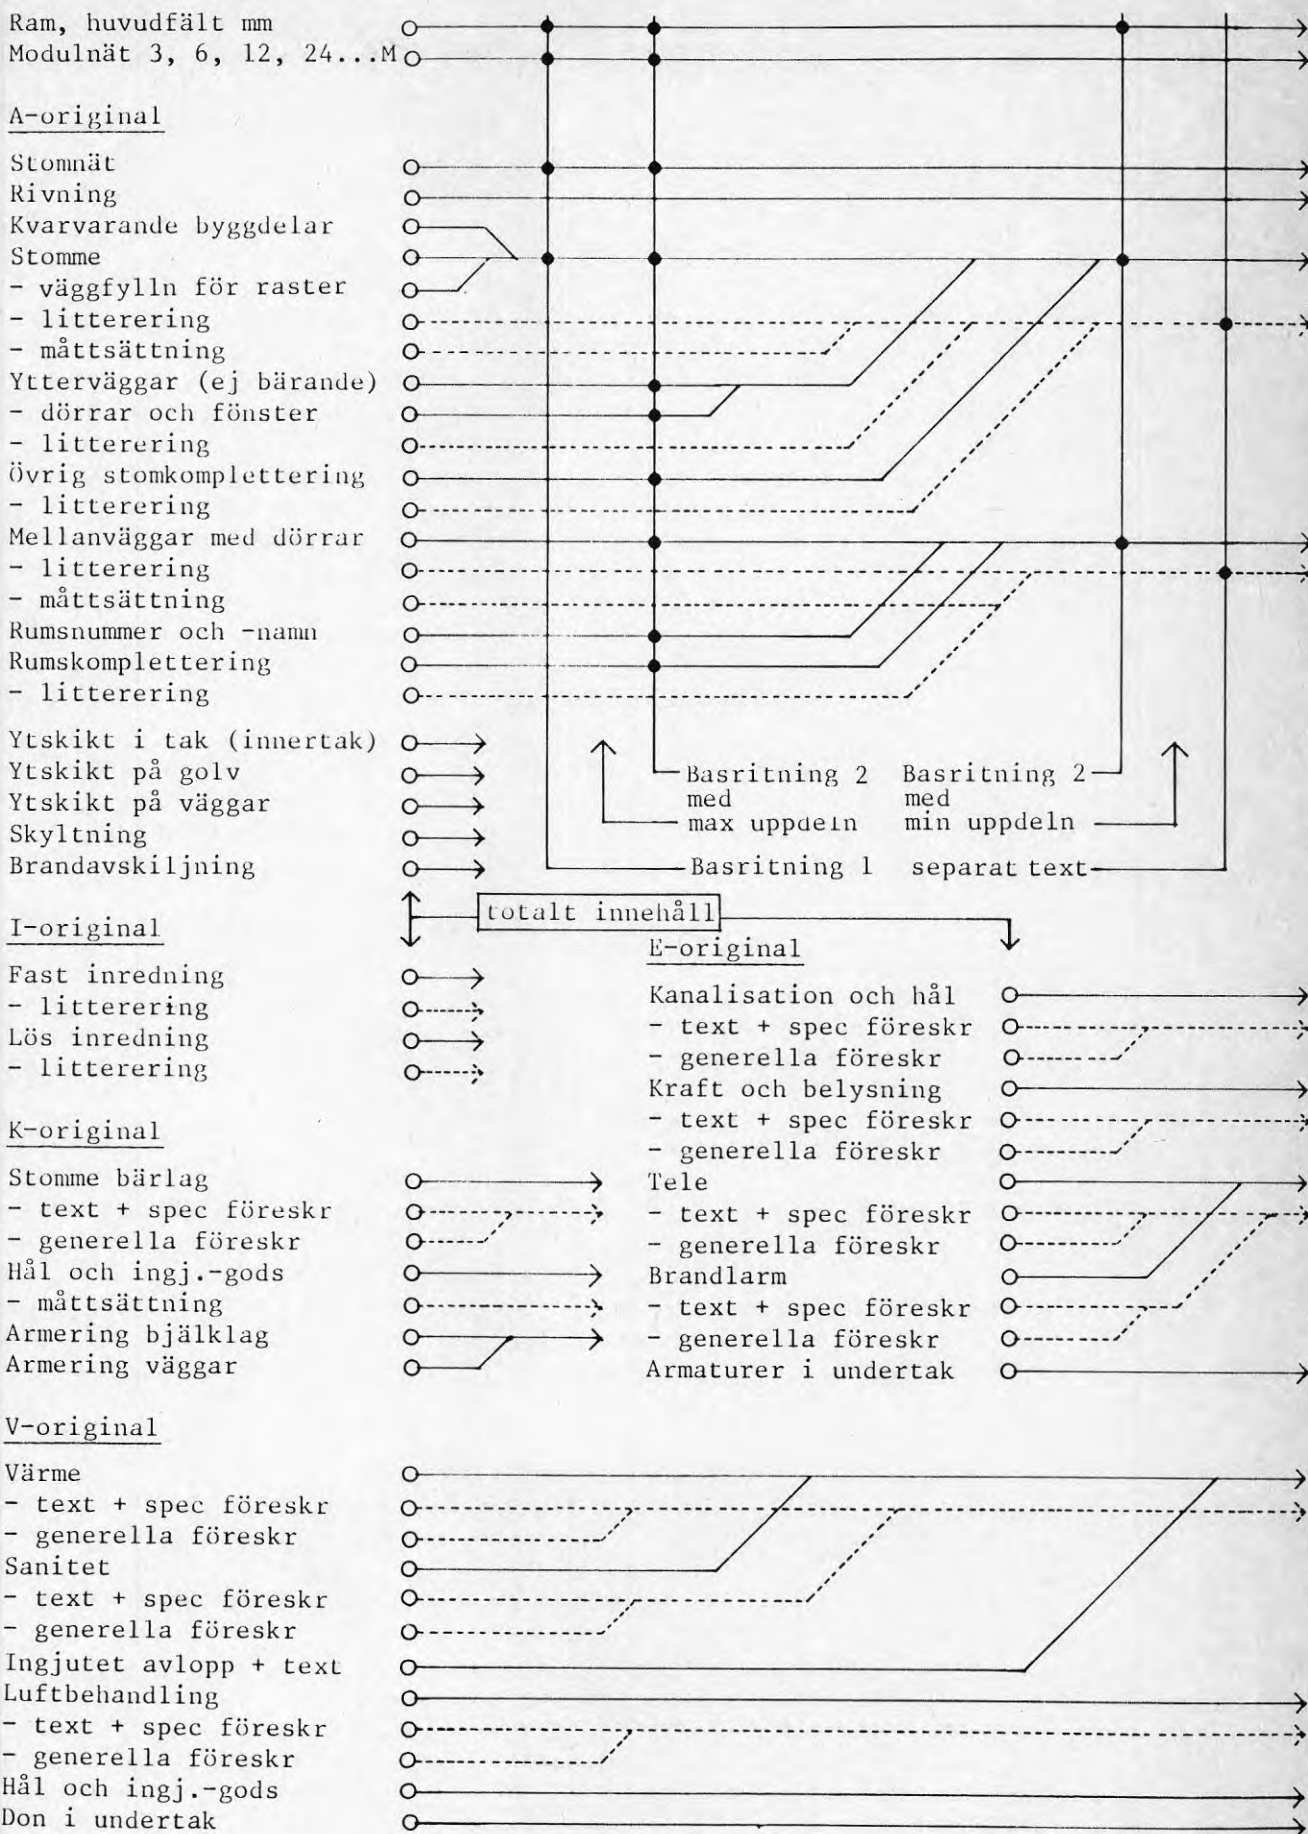 Ram, huvudfält mm
Modulnät 3, 6, 12, 24...M
A-original
Stomnät
Rivning
Kvarvarande byggdelar
Stomme
- väggfylln för raster
- litterering
- måttsättning
Ytterväggar (ej bärande)
- dörrar och fönster
- litterering
Övrig stomkomplettering
- litterering
Mellanväggar med dörrar
- litterering
- måttsättning
Rumsnummer och -namn
Rumskomplettering
- litterering
Ytskikt i tak (innertak)
Ytskikt på golv
Ytskikt på väggar
Skyltning
Brandavskiljning
Basritning 2
med
max uppdeln
Basritning 2
med
min uppdeln
Basritning 1
separat text
totalt innehåll
I-original
Fast inredning
- litterering
Lös inredning
- litterering
K-original
Stomme bärlag
- text + spec föreskr
- generella föreskr
Hål och ingj.-gods
- måttsättning
Armering bjälklag
Armering väggar
E-original
Kanalisation och hål
- text + spec föreskr
- generella föreskr
Kraft och belysning
- text + spec föreskr
- generella föreskr
Tele
- text + spec föreskr
- generella föreskr
Brandlarm
- text + spec föreskr
- generella föreskr
Armaturer i undertak
V-original
Värme
- text + spec föreskr
- generella föreskr
Sanitet
- text + spec föreskr
- generella föreskr
Ingjutet avlopp + text
Luftbehandling
- text + spec föreskr
- generella föreskr
Hål och ingj.-gods
Don i undertak